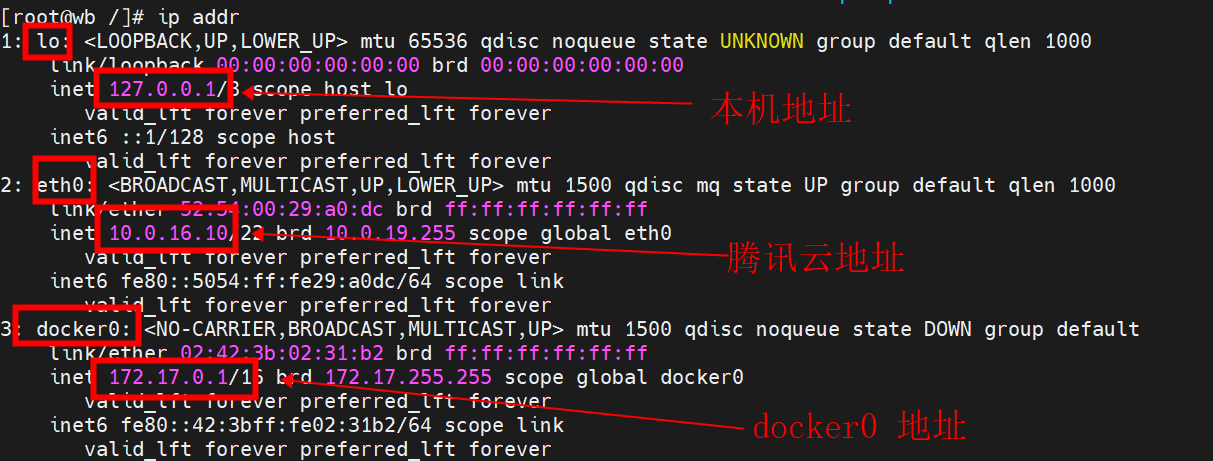 [root@wb /]# ip addr
1: lo: <LOOPBACK,UP,LOWER_UP> mtu 65536 qdisc noqueue state UNKNOWN group default qlen 1000
link/loopback 00:00:00:00:00:00 brd 00:00:00:00:00:00
inet 127.0.0.1/8 scope host lo
本机地址
valid_lft forever preferred_lft forever
inet6 ::1/128 scope host
valid_lft forever preferred_lft forever
2: eth0: <BROADCAST,MULTICAST,UP,LOWER_UP> mtu 1500 qdisc mq state UP group default qlen 1000
link/ether 52:54:00:29:a0:dc brd ff:ff:ff:ff:ff:ff
inet 10.0.16.10/22 brd 10.0.19.255 scope global eth0
腾讯云地址
valid_lft forever preferred_lft forever
inet6 fe80::5054:ff:fe29:a0dc/64 scope link
valid_lft forever preferred_lft forever
3: docker0: <NO-CARRIER,BROADCAST,MULTICAST,UP> mtu 1500 qdisc noqueue state DOWN group default
link/ether 02:42:3b:02:31:b2 brd ff:ff:ff:ff:ff:ff
inet 172.17.0.1/16 brd 172.17.255.255 scope global docker0
valid_lft forever preferred_lft forever
docker0 地址
inet6 fe80::42:3bff:fe02:31b2/64 scope link
valid_lft forever preferred_lft forever